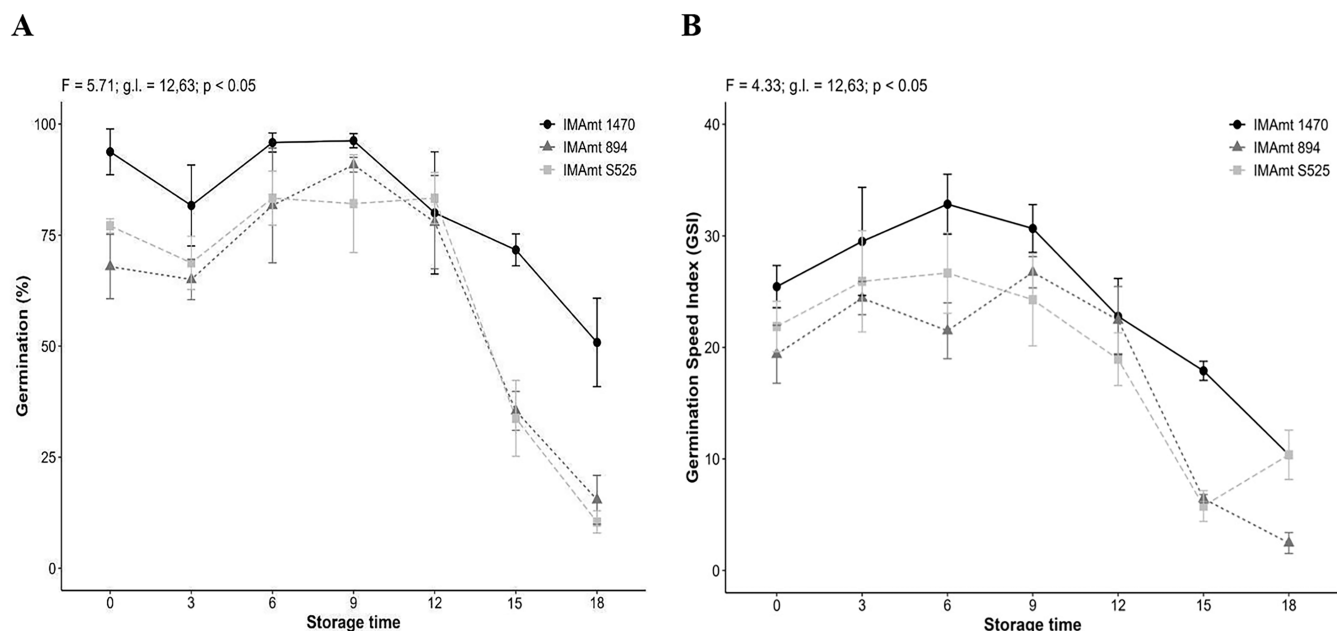 A
F = 5.71; g.l. = 12,63; p < 0.05
IMAmt 1470
IMAmt 894
IMAmt S525
Germination (%)
100
75
50
25
0
0 3 6 9 12 15 18
Storage time
B
F = 4.33; g.l. = 12,63; p < 0.05
IMAmt 1470
IMAmt 894
IMAmt S525
Germination Speed Index (GSI)
40
30
20
10
0
0 3 6 9 12 15 18
Storage time